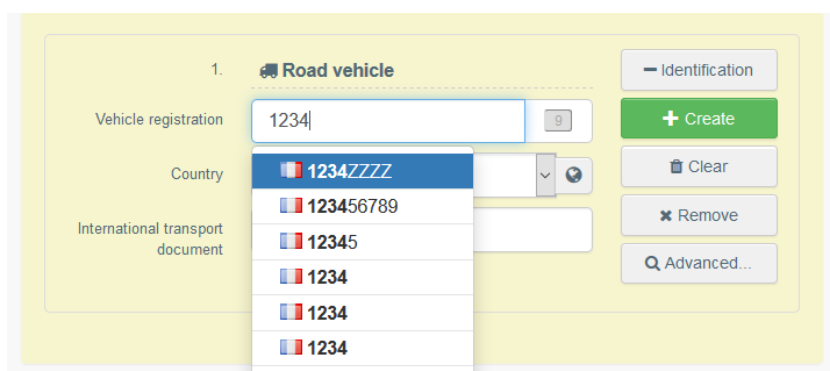 1.
Road vehicle
Identification
Vehicle registration
1234
9
Create
Country
1234ZZZZ
Clear
123456789
International transport
document
12345
Remove
1234
Advanced...
1234
1234